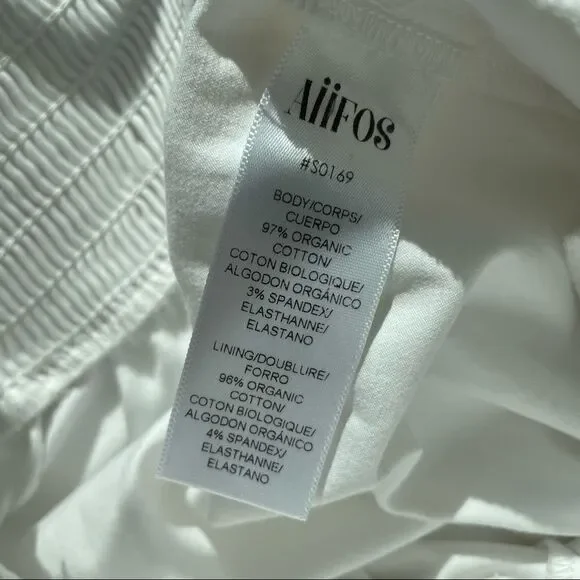 AiiFOS
#S0169
BODY/CORPS/
CUERPO
97% ORGANIC
COTTON/
COTON BIOLOGIQUE/
ALGODON ORGÁNICO
3% SPANDEX/
ELASTHANNE/
ELASTANO
LINING/DOUBLURE/
FORRO
96% ORGANIC
COTTON/
COTON BIOLOGIQUE/
ALGODON ORGÁNICO
4% SPANDEX/
ELASTHANNE/
ELASTANO